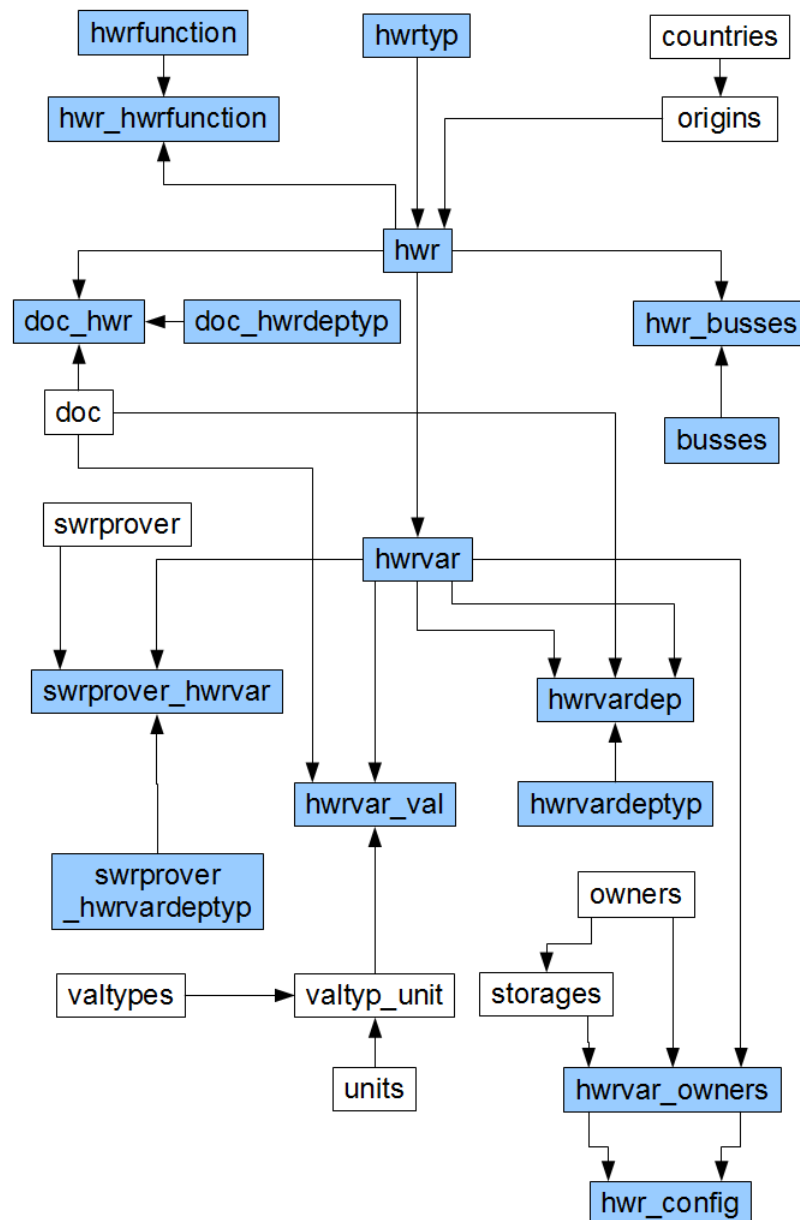 hwrfunction
hwrtyp
countries
hwr_hwrfunction
origins
hwr
doc_hwr
doc_hwrdeptyp
hwr_busses
doc
busses
swrprover
hwrvar
swrprover_hwrvar
hwrvardep
hwrvar_val
hwrvardeptyp
swrprover
_hwrvardeptyp
owners
valtypes
valtyp_unit
storages
units
hwrvar_owners
hwr_config